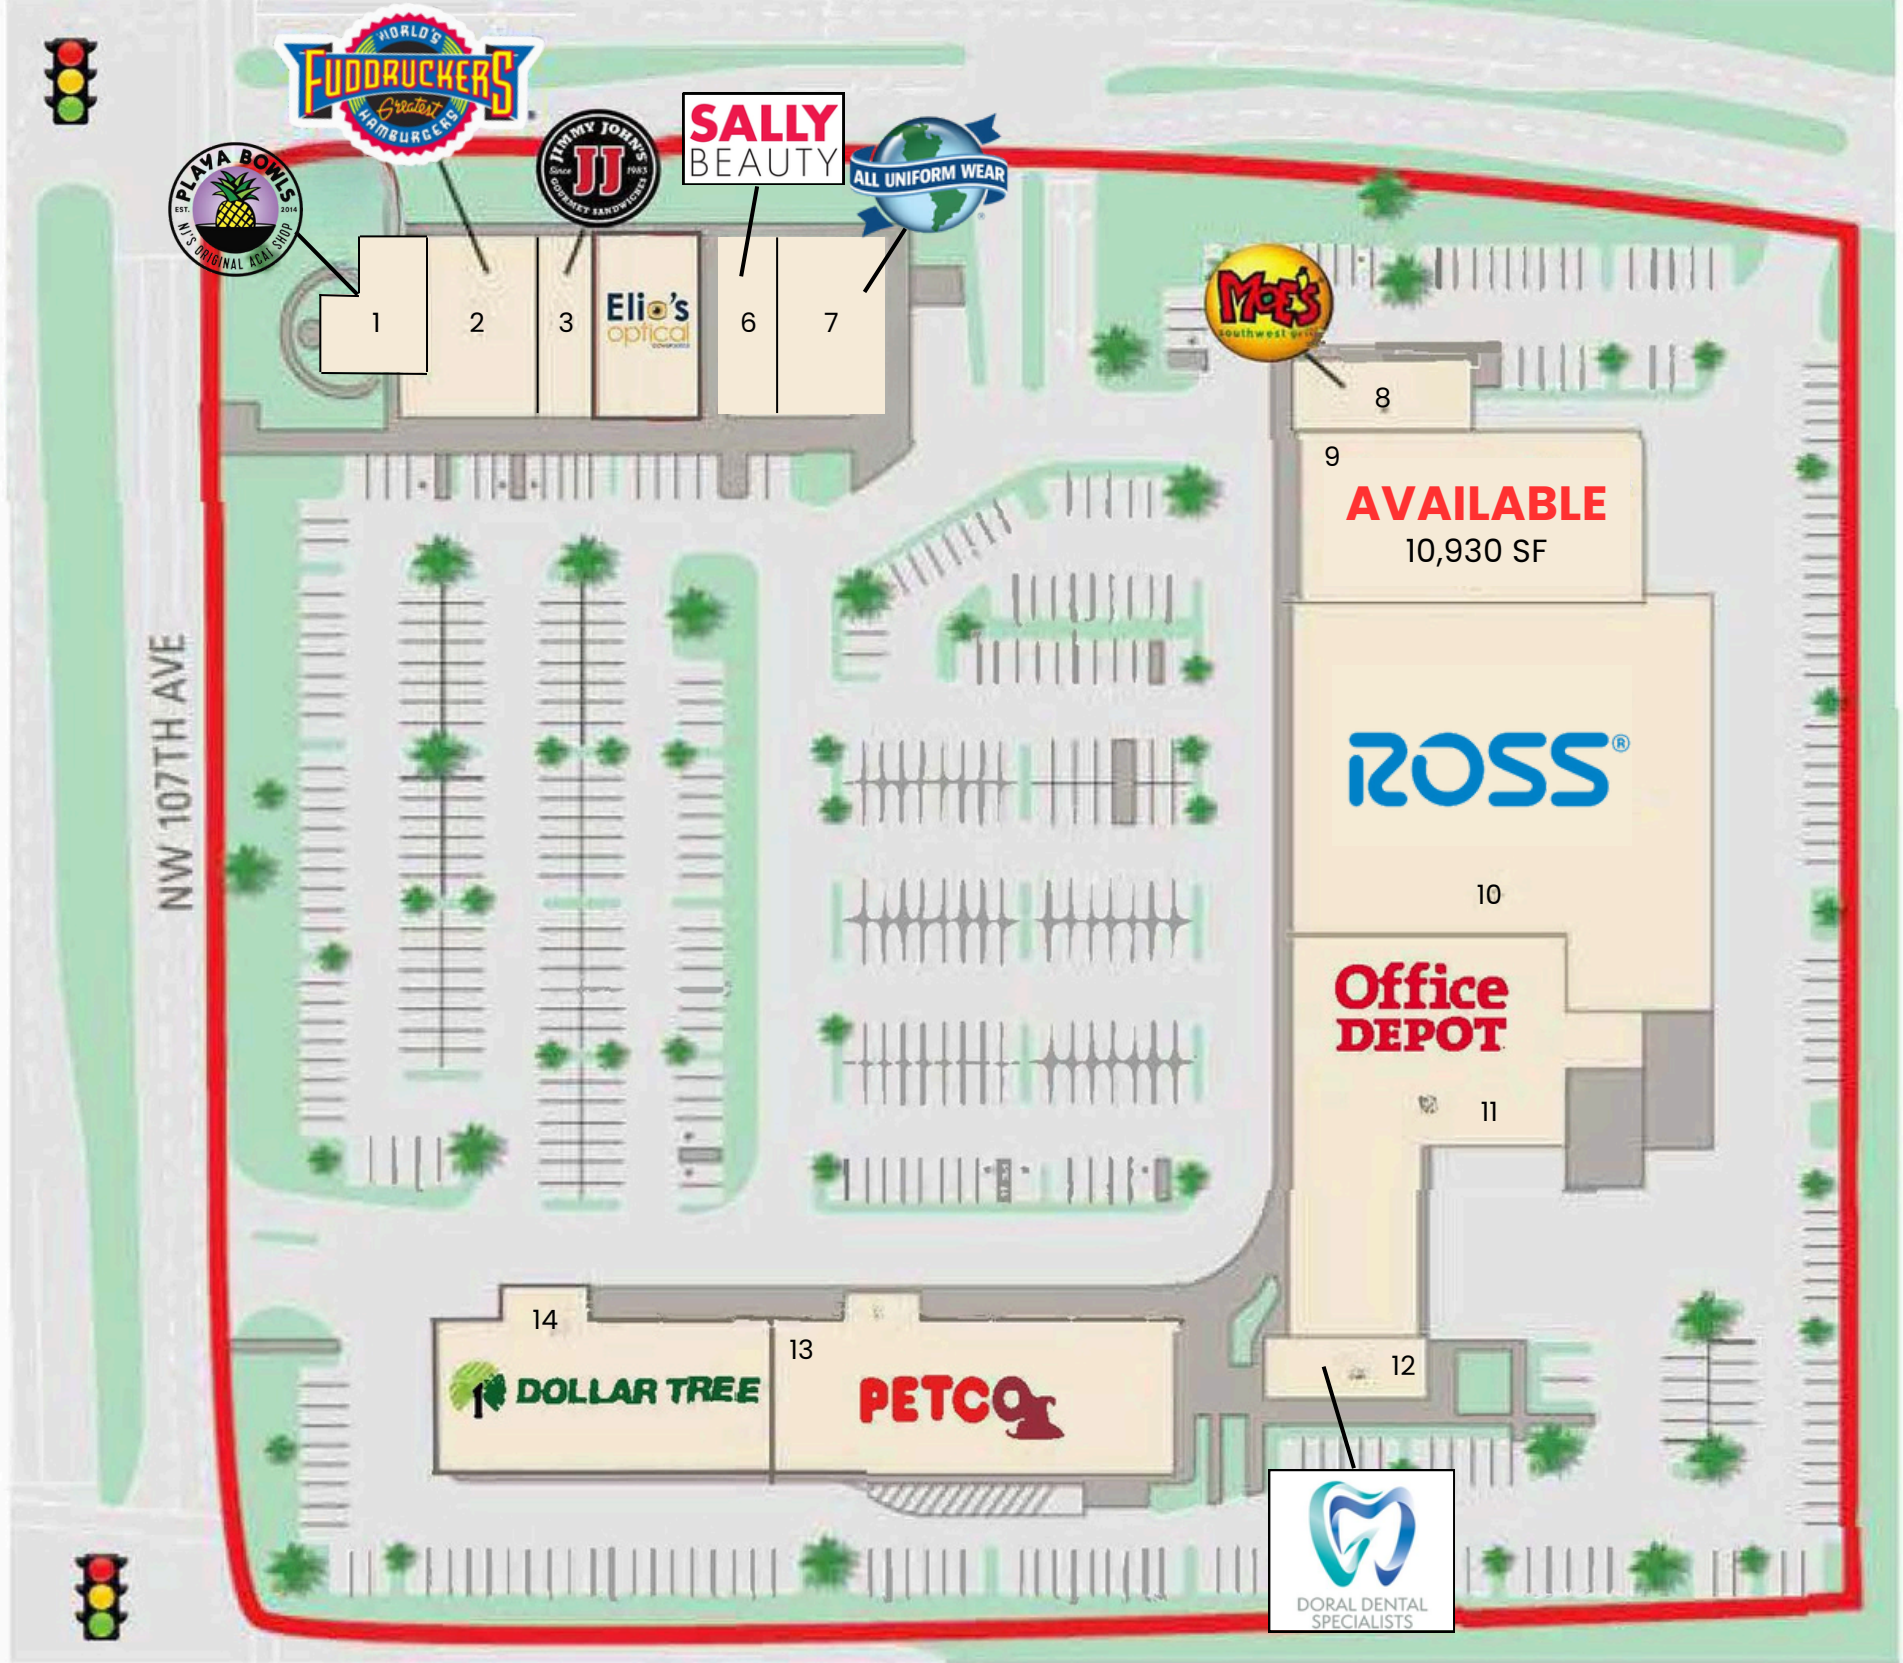 WORLD'S
FUDDRUCKERS
Greatest
HAMBURGERS
PLAYA BOWLS
EST. 2014
NJ'S ORIGINAL ACAI SHOP
JIMMY JOHN'S
Since JJ 1983
GOURMET SANDWICHES
SALLY
BEAUTY
ALL UNIFORM WEAR
®
1
2
3
Elio's
optical
6
7
MOE'S
southwest grill
8
9
AVAILABLE
10,930 SF
NW 107TH AVE
ROSS®
10
Office
DEPOT
11
14
13
1 DOLLAR TREE
PETCO
12
DORAL DENTAL
SPECIALISTS